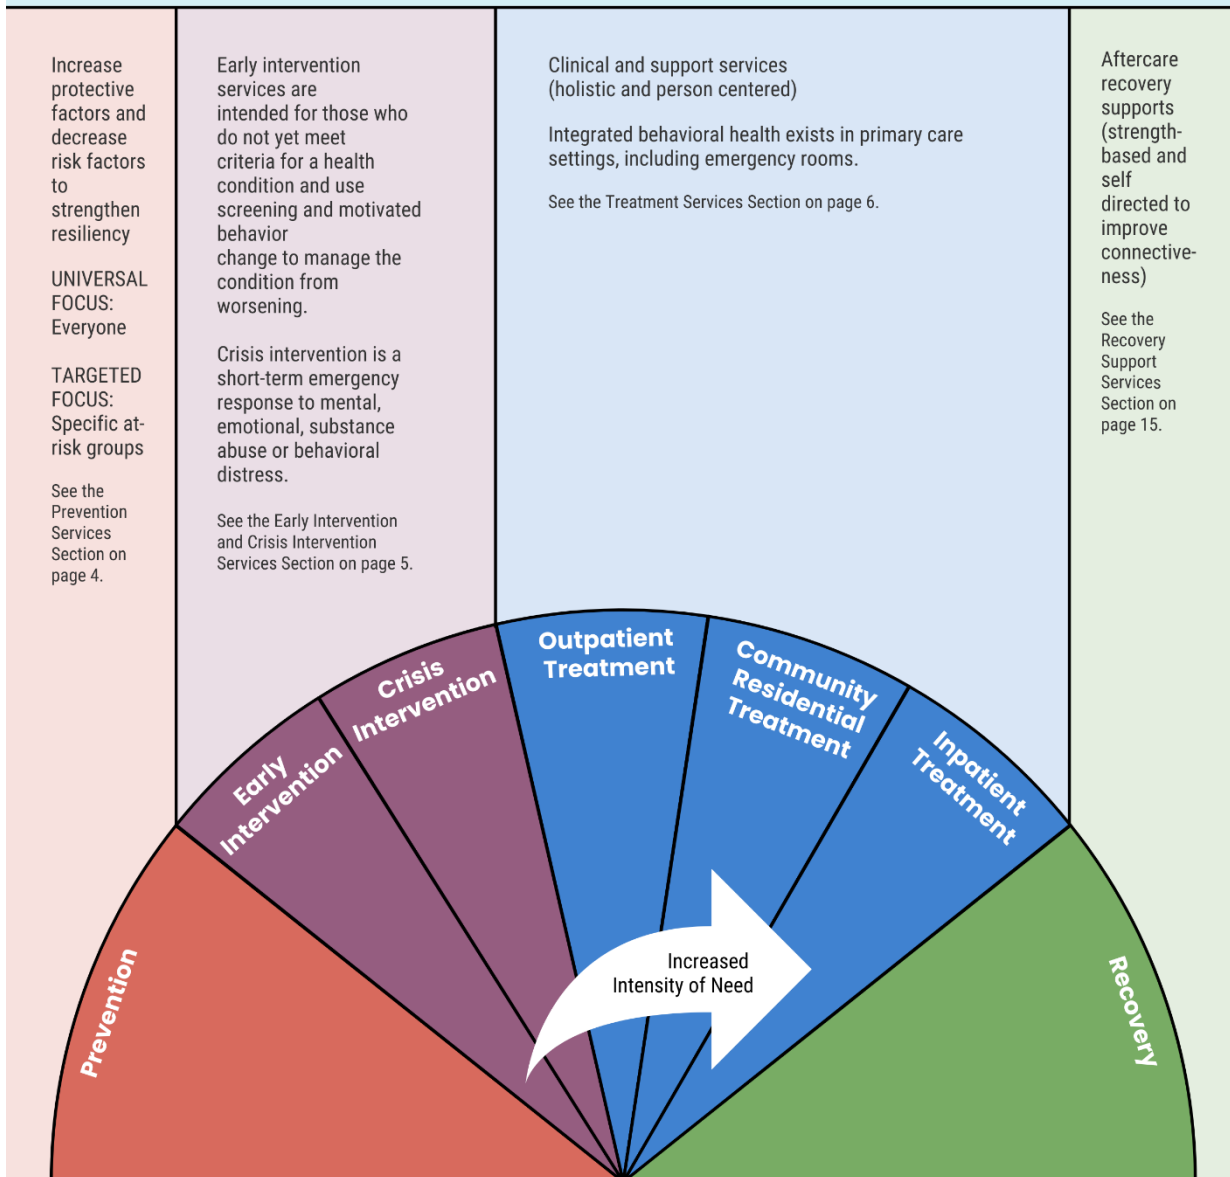 Increase
protective
factors and
decrease
risk factors
to
strengthen
resiliency
UNIVERSAL
FOCUS:
Everyone
TARGETED
FOCUS:
Specific at-
risk groups
See the
Prevention
Services
Section on
page 4.
Early intervention
services are
intended for those who
do not yet meet
criteria for a health
condition and use
screening and motivated
behavior
change to manage the
condition from
worsening.
Crisis intervention is a
short-term emergency
response to mental,
emotional, substance
abuse or behavioral
distress.
See the Early Intervention
and Crisis Intervention
Services Section on page 5.
Clinical and support services
(holistic and person centered)
Integrated behavioral health exists in primary care
settings, including emergency rooms.
See the Treatment Services Section on page 6.
Aftercare
recovery
supports
(strength-
based and
self
directed to
improve
connective-
ness)
See the
Recovery
Support
Services
Section on
page 15.
Prevention
Early
Intervention
Crisis
Intervention
Outpatient
Treatment
Community
Residential
Treatment
Inpatient
Treatment
Recovery
Increased
Intensity of Need